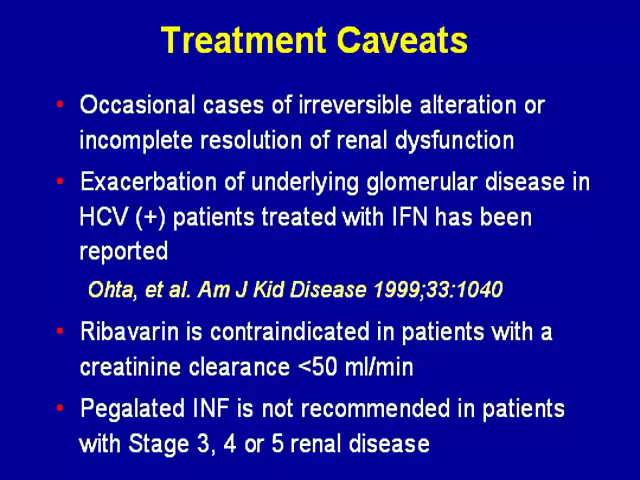 Treatment Caveats
• Occasional cases of irreversible alteration or
incomplete resolution of renal dysfunction
• Exacerbation of underlying glomerular disease in
HCV (+) patients treated with IFN has been
reported
Ohta, et al. Am J Kid Disease 1999;33:1040
• Ribavarin is contraindicated in patients with a
creatinine clearance <50 ml/min
• Pegalated INF is not recommended in patients
with Stage 3, 4 or 5 renal disease